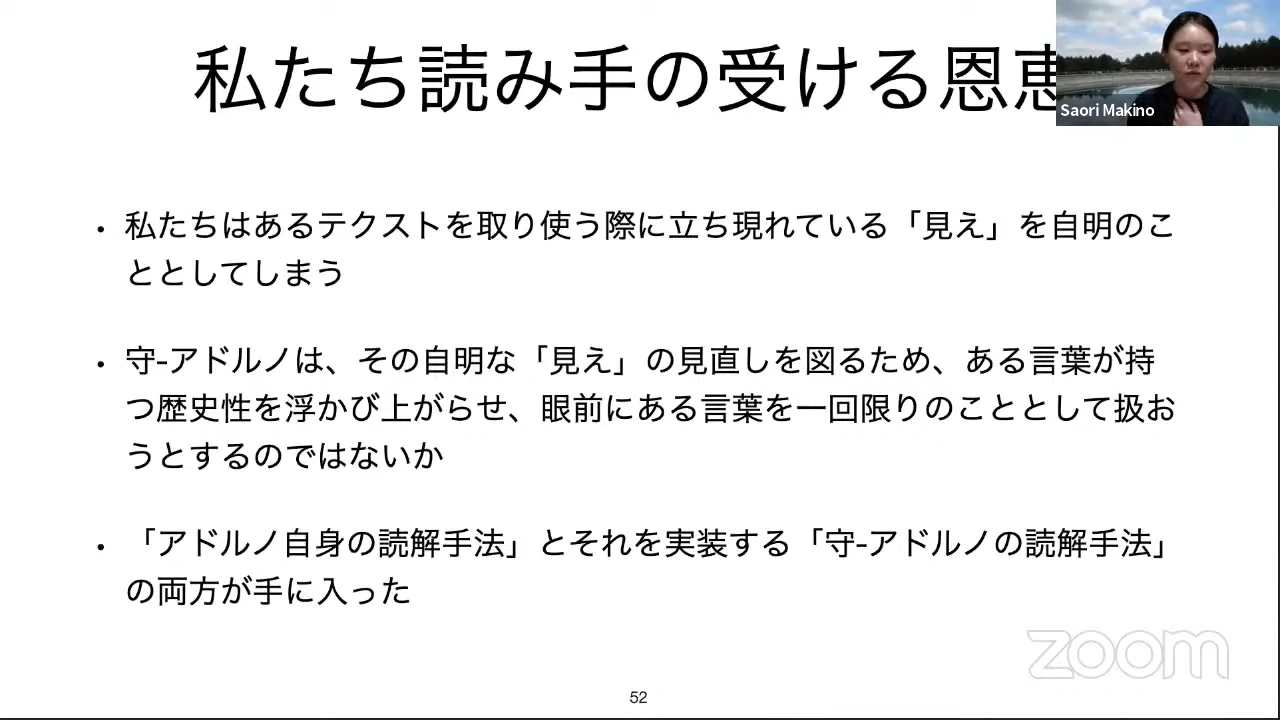 私たち読み手の受ける恩恵
Saori Makino
・私たちはあるテクストを取り使う際に立ち現れている「見え」を自明のこ
ととしてしまう
・守-アドルノは、その自明な「見え」の見直しを図るため、ある言葉が持
つ歴史性を浮かび上がらせ、眼前にある言葉を一回限りのこととして扱お
うとするのではないか
・「アドルノ自身の読解手法」とそれを実装する「守-アドルノの読解手法」
の両方が手に入った
zoom
52